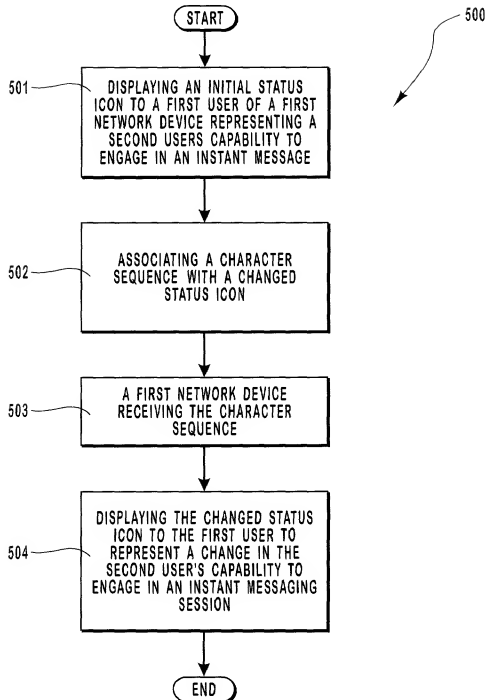 START
500
501
DISPLAYING AN INITIAL STATUS
ICON TO A FIRST USER OF A FIRST
NETWORK DEVICE REPRESENTING A
SECOND USERS CAPABILITY TO
ENGAGE IN AN INSTANT MESSAGE
502
ASSOCIATING A CHARACTER
SEQUENCE WITH A CHANGED
STATUS ICON
503
A FIRST NETWORK DEVICE
RECEIVING THE CHARACTER
SEQUENCE
504
DISPLAYING THE CHANGED STATUS
ICON TO THE FIRST USER TO
REPRESENT A CHANGE IN THE
SECOND USER'S CAPABILITY TO
ENGAGE IN AN INSTANT MESSAGING
SESSION
END